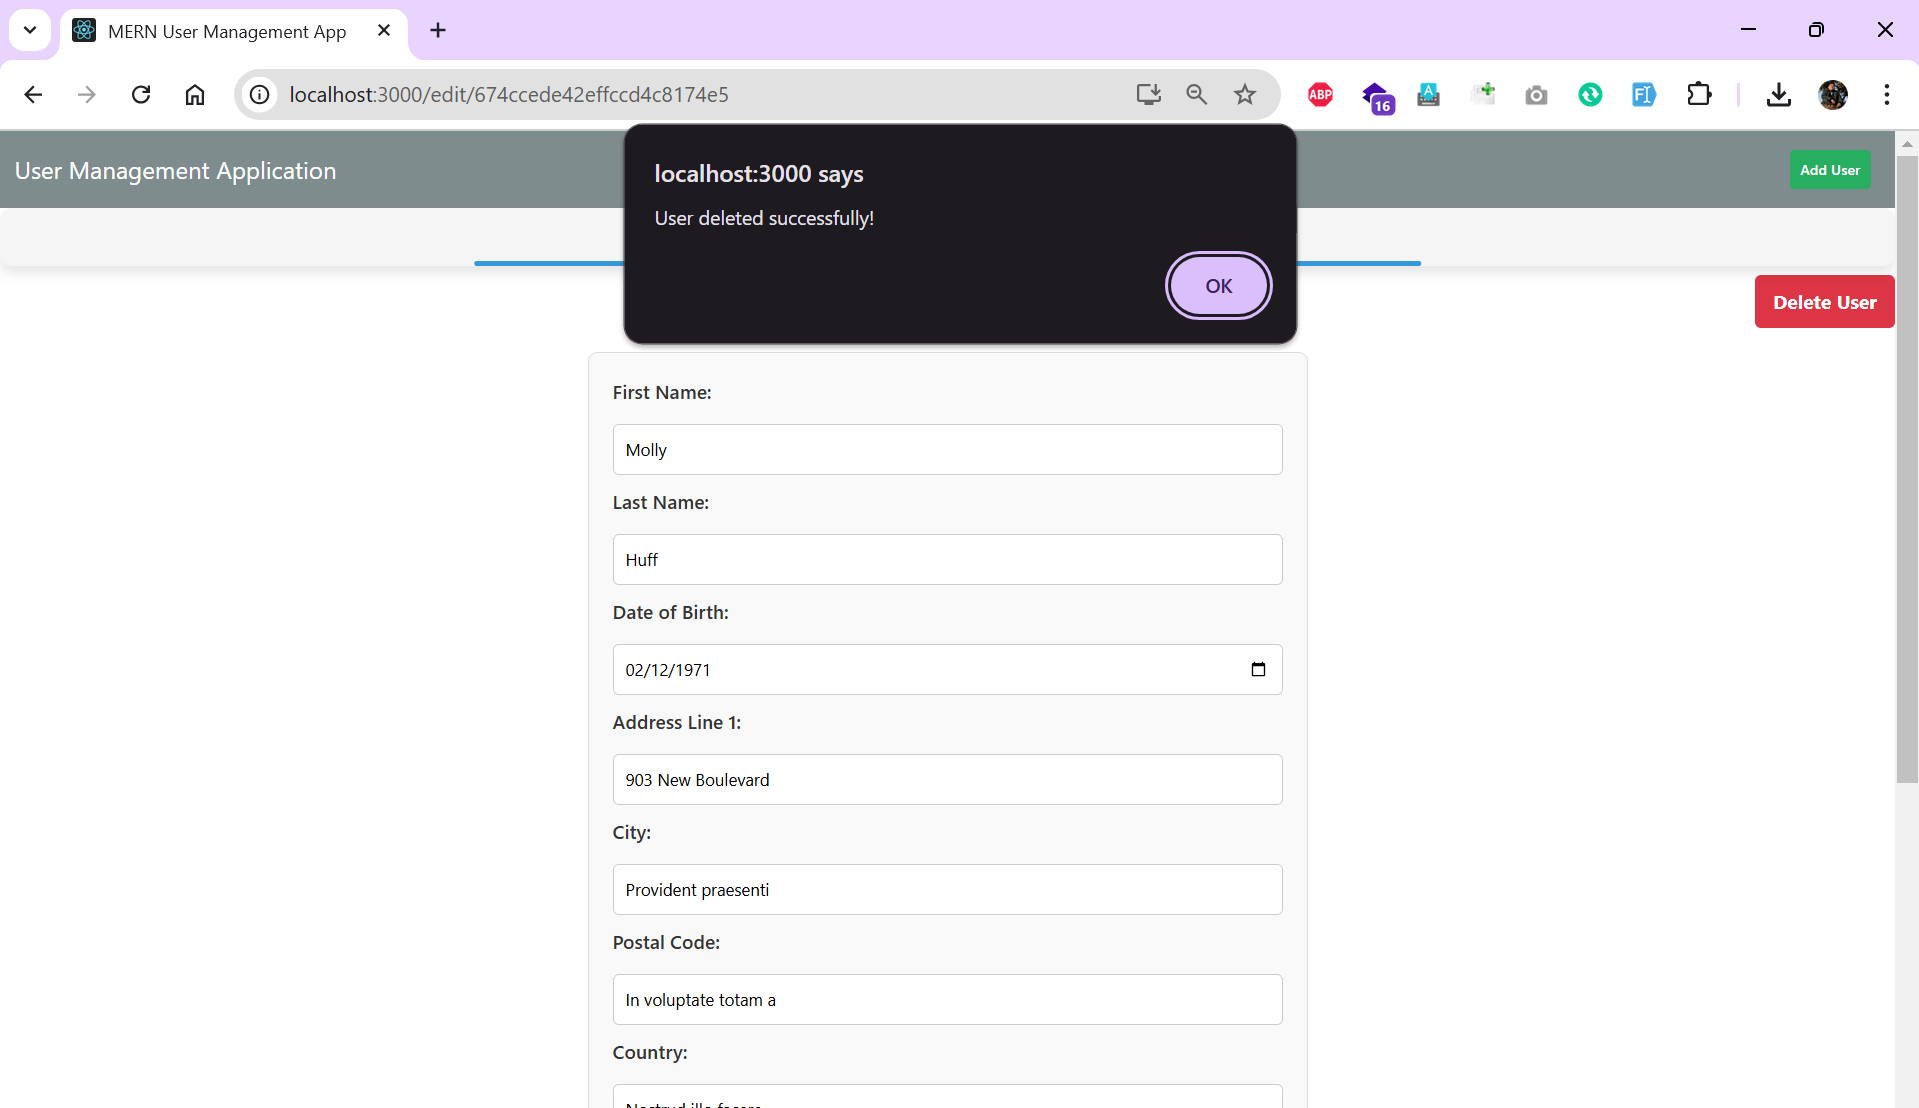 MERN User Management App
localhost:3000/edit/674ccede42effccd4c8174e5
ABP
16
A
User Management Application
Add User
localhost:3000 says
User deleted successfully!
OK
Delete User
First Name:
Molly
Last Name:
Huff
Date of Birth:
02/12/1971
Address Line 1:
903 New Boulevard
City:
Provident praesenti
Postal Code:
In voluptate totam a
Country: